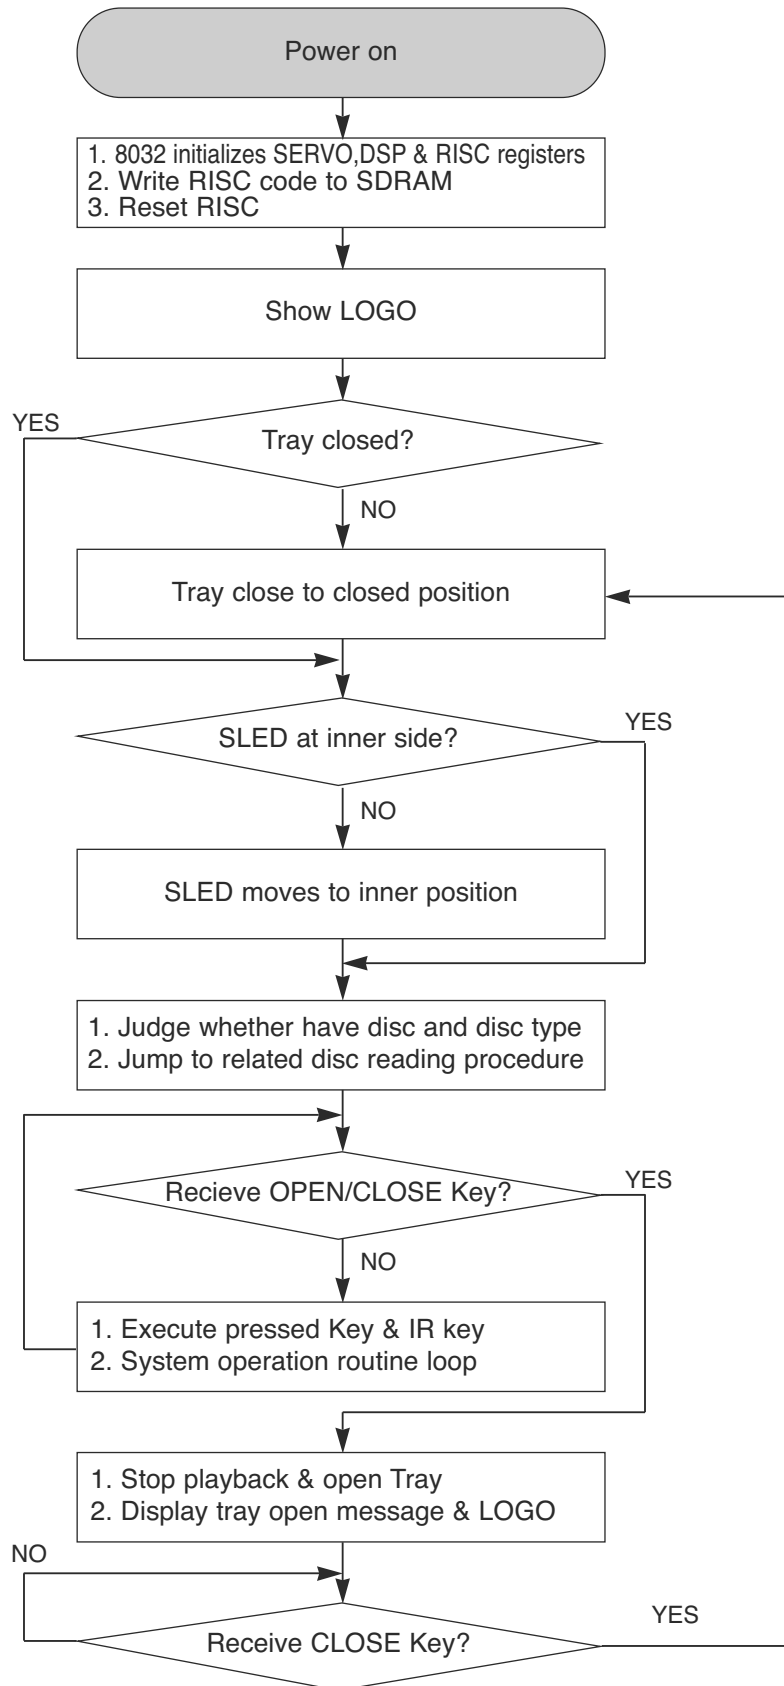 Power on
1. 8032 initializes SERVO,DSP & RISC registers
2. Write RISC code to SDRAM
3. Reset RISC
Show LOGO
YES
Tray closed?
NO
Tray close to closed position
SLED at inner side?
YES
NO
SLED moves to inner position
1. Judge whether have disc and disc type
2. Jump to related disc reading procedure
Recieve OPEN/CLOSE Key?
YES
NO
1. Execute pressed Key & IR key
2. System operation routine loop
1. Stop playback & open Tray
2. Display tray open message & LOGO
NO
Receive CLOSE Key?
YES